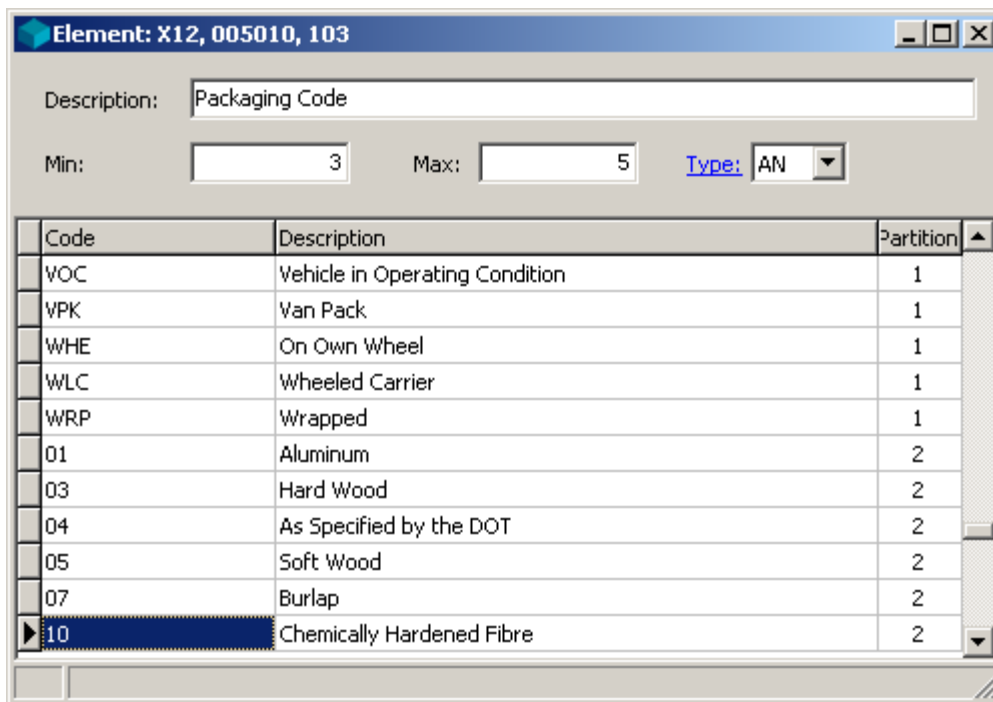 Element: X12, 005010, 103
Description: Packaging Code
Min: 3 Max: 5 Type: AN
Code Description Partition
VOC Vehicle in Operating Condition 1
VPK Van Pack 1
WHE On Own Wheel 1
WLC Wheeled Carrier 1
WRP Wrapped 1
01 Aluminum 2
03 Hard Wood 2
04 As Specified by the DOT 2
05 Soft Wood 2
07 Burlap 2
10 Chemically Hardened Fibre 2